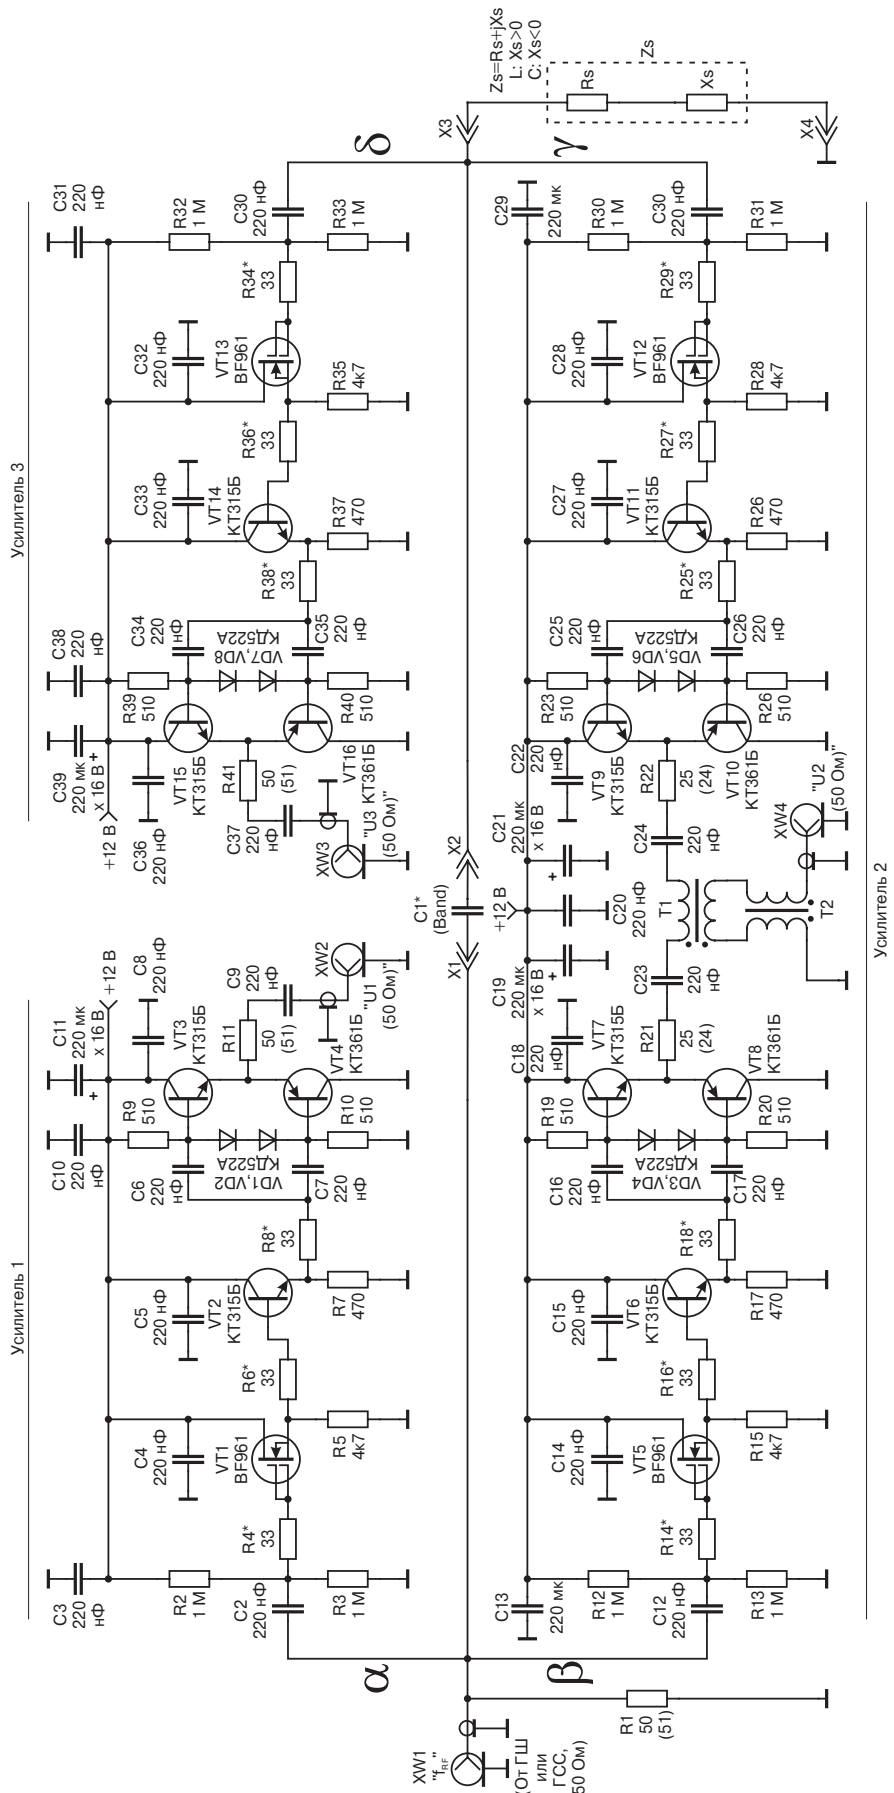 Усилитель 1
C3
220
нФ
R2
1 М
C2
220 нФ
R3
1 М
R4*
33
C4
220 нФ
VT1
BF961
R5
4к7
R6*
33
C5
220 нФ
VT2
КТ315Б
R7
470
R8*
33
C10
220
нФ
C6
220
нФ
VD1,VD2
КД522А
C7
220
нФ
R9
510
R10
510
C11
220 мк
x 16 В
+
C8
220 нФ
VT3
КТ315Б
VT4
КТ361Б
R11
50
(51)
C9
220
нФ
+12 В
XW2
"U1
(50 Ом)"
Усилитель 3
+12 В
C39
220 мк
x 16 В
+
C36
220 нФ
VT15
КТ315Б
R41
50
(51)
C37
220
нФ
XW3
"U3
(50 Ом)"
VT16
КТ361Б
C38
220
нФ
R39
510
R40
510
C34
220
нФ
VD7,VD8
КД522А
C35
220
нФ
R38*
33
C33
220 нФ
VT14
КТ315Б
R37
470
R36*
33
C32
220 нФ
VT13
BF961
R35
4к7
R34*
33
C31
220
нФ
R32
1 М
C30
220 нФ
R33
1 М
α
β
δ
γ
XW1
"fRF"
(От ГШ
или
ГСС,
50 Ом)
R1
50
(51)
X1
C1*
(Band)
X2
X3
X4
Zs=Rs+jXs
L: Xs>0
C: Xs<0
Rs
Xs
Zs
C13
220 мк
R12
1 М
C12
220 нФ
R13
1 М
R14*
33
C14
220 нФ
VT5
BF961
R15
4к7
R16*
33
C15
220 нФ
VT6
КТ315Б
R17
470
R18*
33
R19
510
C16
220
нФ
VD3,VD4
КД522А
C17
220
нФ
R20
510
C18
220
нФ
VT7
КТ315Б
VT8
КТ361Б
R21
25
(24)
C23
220
нФ
C19
220 мк
x 16 В
+
+12 В
C20
220 нФ
C21
220 мк
x 16 В
+
T1
T2
C24
220
нФ
R22
25
(24)
C22
220
нФ
VT9
КТ315Б
VT10
КТ361Б
XW4
"U2
(50 Ом)"
R23
510
R26
510
C25
220
нФ
VD5,VD6
КД522А
C26
220
нФ
R25*
33
C27
220 нФ
VT11
КТ315Б
R26
470
R27*
33
C28
220 нФ
VT12
BF961
R28
4к7
R29*
33
C29
220 мк
R30
1 М
C30
220 нФ
R31
1 М
Усилитель 2